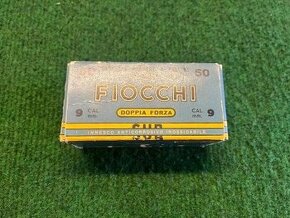 50
FIOCCHI
DOPPIA FORZA
9 CAL mm. CAL mm. 9
INNESCO ANTICORROSIVO INOSSIDABILE